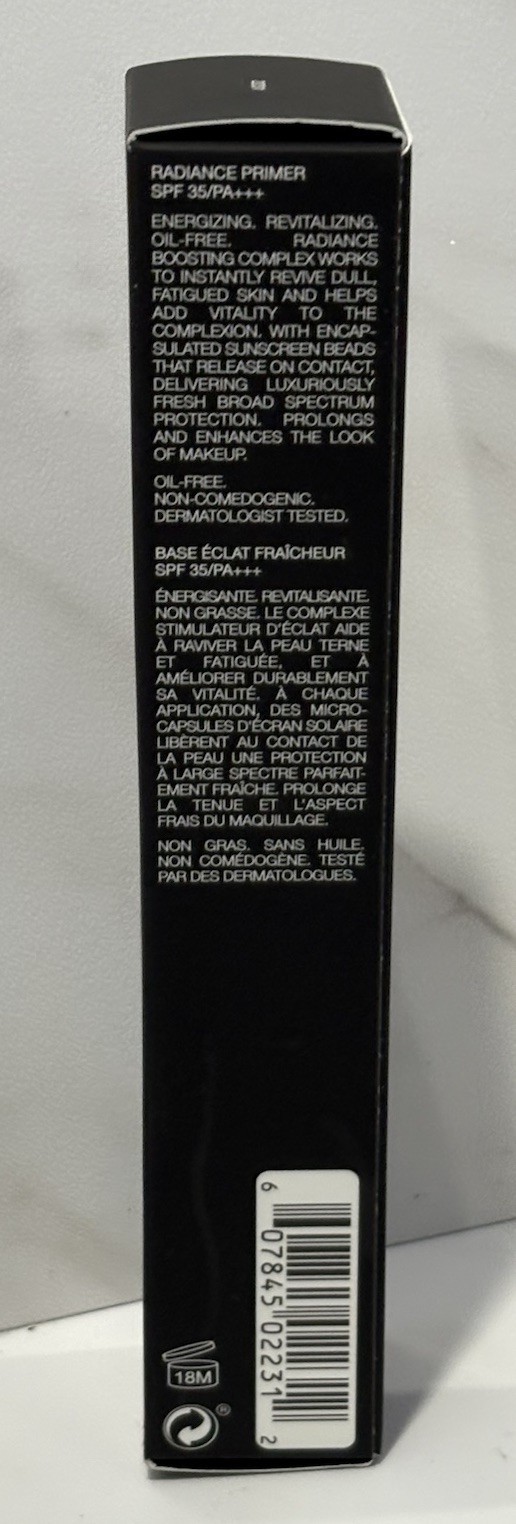 RADIANCE PRIMER
SPF 35/PA+++
ENERGIZING. REVITALIZING.
OIL-FREE. RADIANCE
BOOSTING COMPLEX WORKS
TO INSTANTLY REVIVE DULL,
FATIGUED SKIN AND HELPS
ADD VITALITY TO THE
COMPLEXION. WITH ENCAP-
SULATED SUNSCREEN BEADS
THAT RELEASE ON CONTACT,
DELIVERING LUXURIOUSLY
FRESH BROAD SPECTRUM
PROTECTION. PROLONGS
AND ENHANCES THE LOOK
OF MAKEUP.
OIL-FREE.
NON-COMEDOGENIC.
DERMATOLOGIST TESTED.
BASE ÉCLAT FRAÎCHEUR
SPF 35/PA+++
ÉNERGISANTE. REVITALISANTE.
NON GRASSE. LE COMPLEXE
STIMULATEUR D'ÉCLAT AIDE
À RAVIVER LA PEAU TERNE
ET FATIGUÉE, ET À
AMÉLIORER DURABLEMENT
SA VITALITÉ. À CHAQUE
APPLICATION, DES MICRO-
CAPSULES D'ÉCRAN SOLAIRE
LIBÈRENT AU CONTACT DE
LA PEAU UNE PROTECTION
À LARGE SPECTRE PARFAIT-
EMENT FRAÎCHE. PROLONGE
LA TENUE ET L'ASPECT
FRAIS DU MAQUILLAGE.
NON GRAS. SANS HUILE.
NON COMÉDOGÈNE. TESTÉ
PAR DES DERMATOLOGUES.
6 07845 02231 2
18M
®